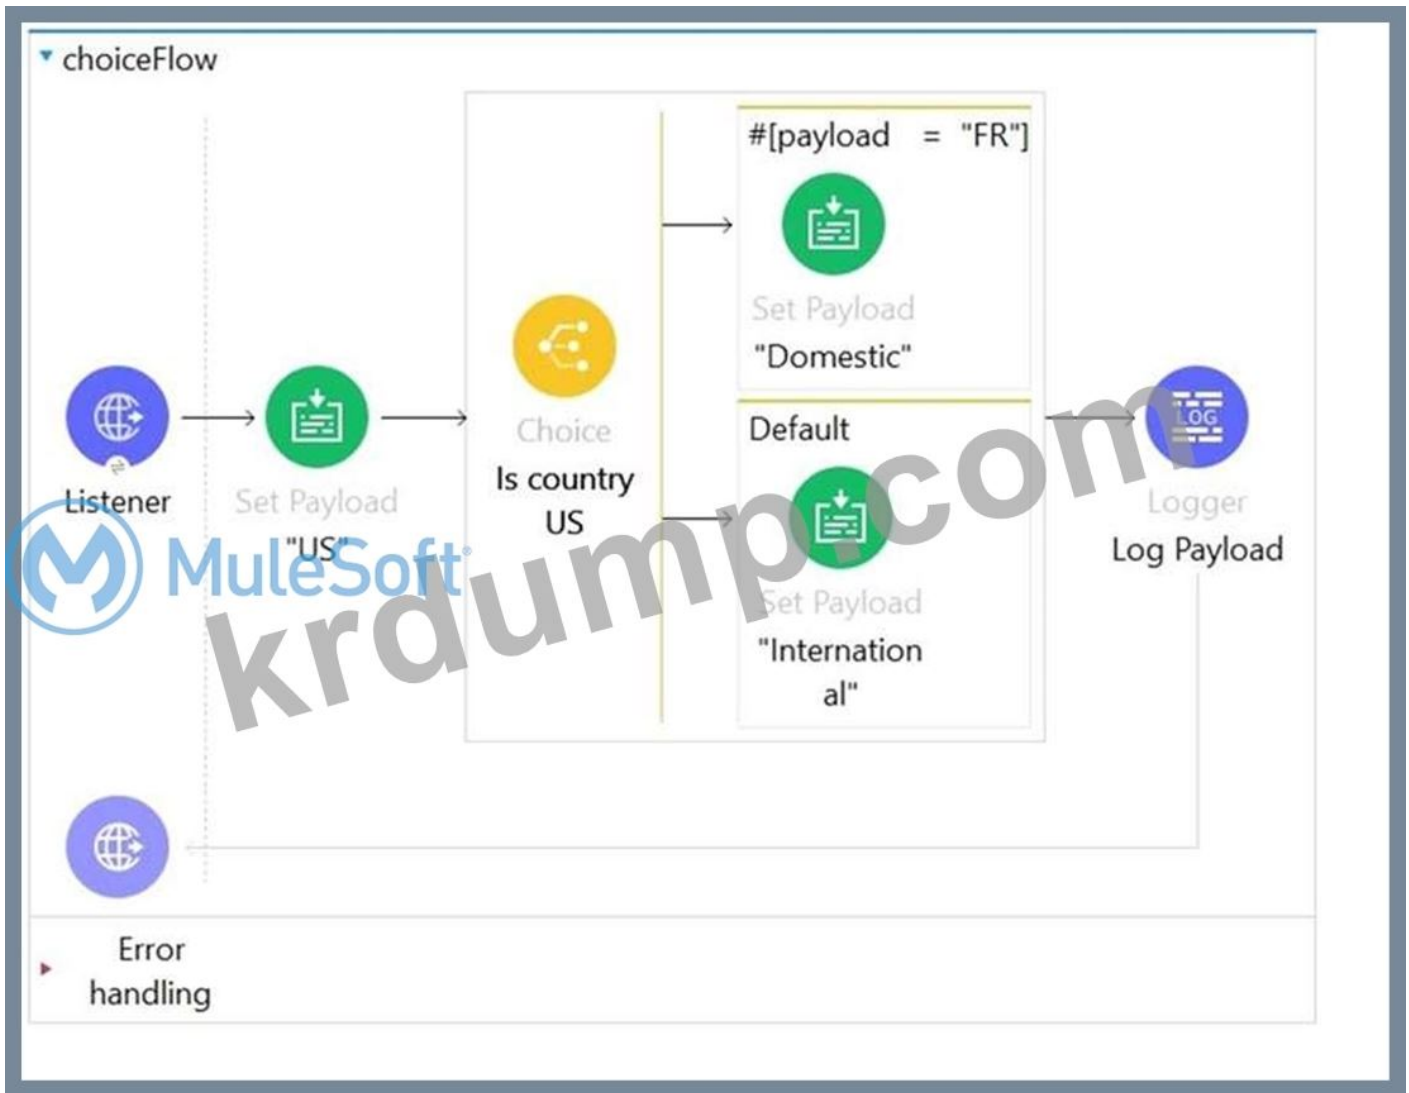 choiceFlow
#[payload = "FR"]
Set Payload
"Domestic"
Default
Set Payload
"Internation
al"
Choice
Is country
US
Listener
Set Payload
"US"
LOG
Logger
Log Payload
MuleSoft
krdump.com
Error
handling